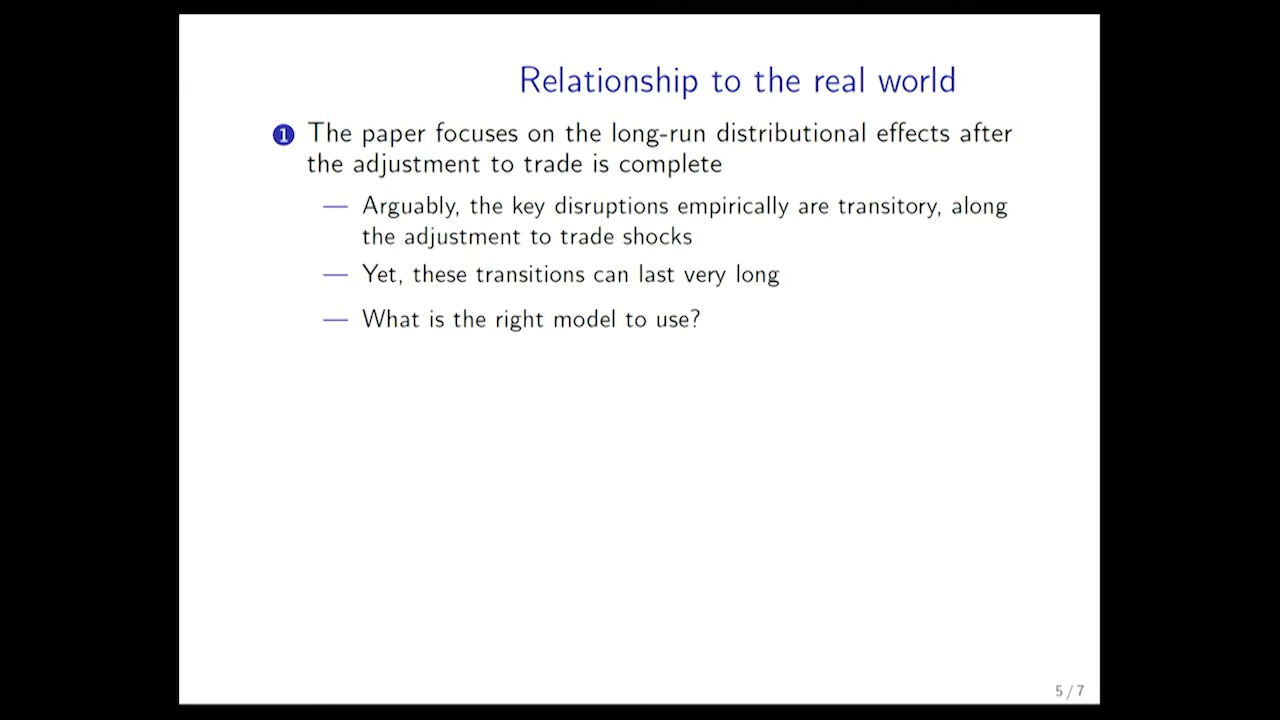 Relationship to the real world
1 The paper focuses on the long-run distributional effects after
the adjustment to trade is complete
— Arguably, the key disruptions empirically are transitory, along
the adjustment to trade shocks
— Yet, these transitions can last very long
— What is the right model to use?
5 / 7